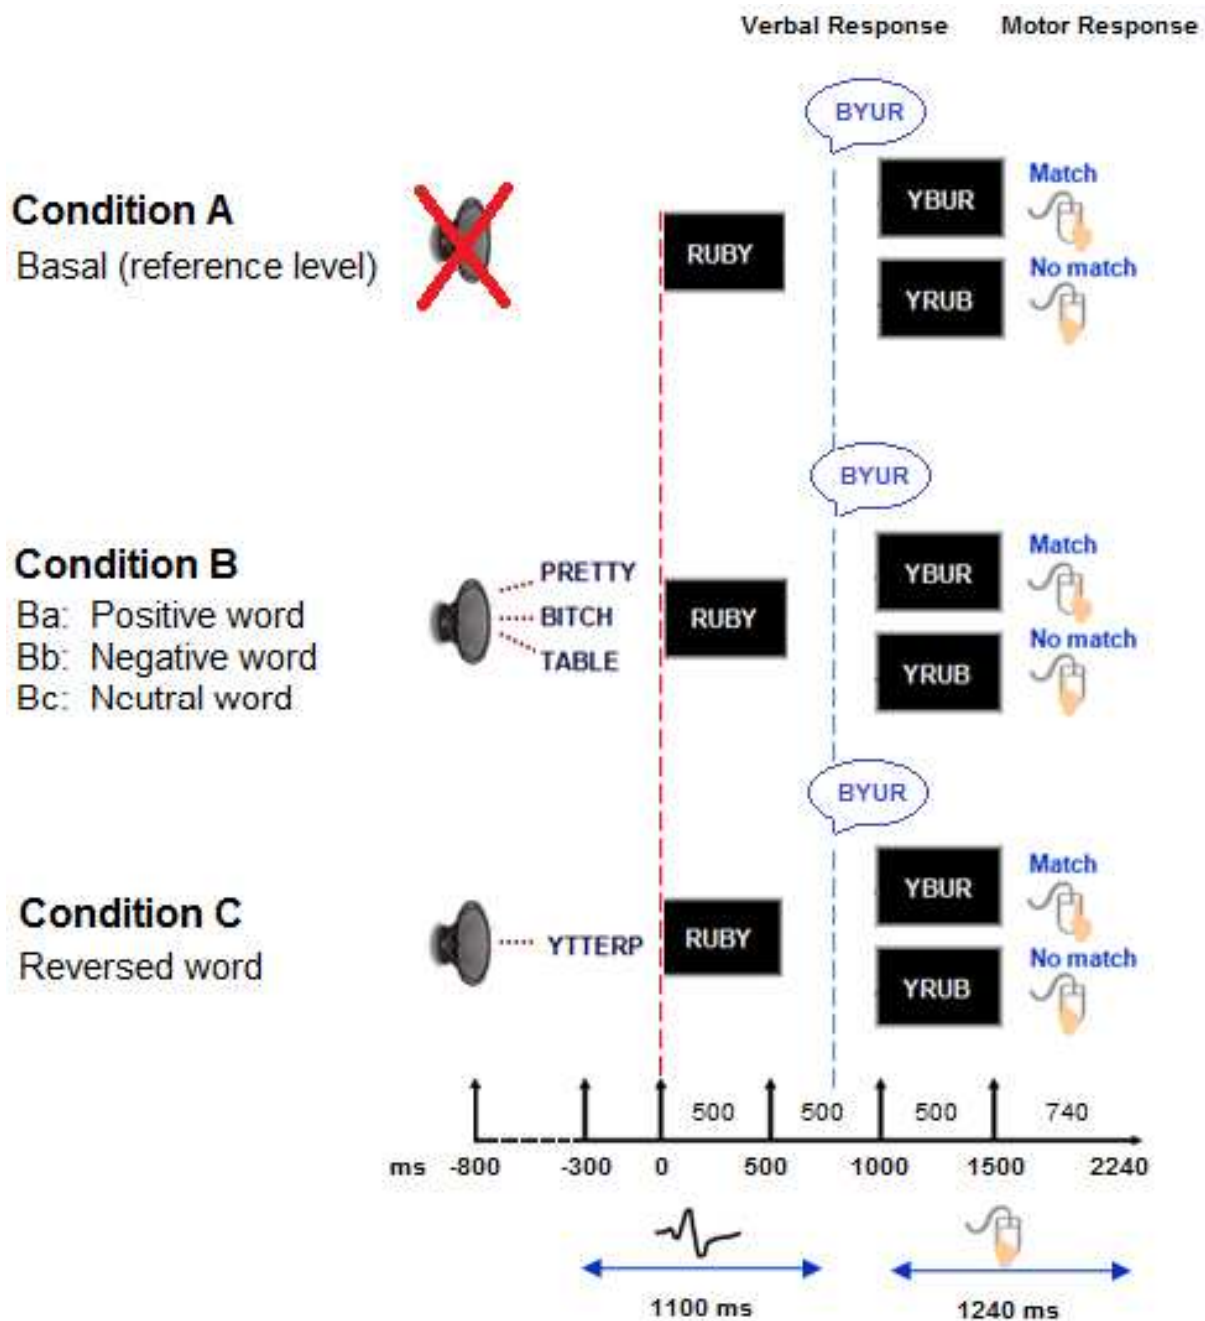 Verbal Response Motor Response
BYUR
Condition A
Basal (reference level)
RUBY
YBUR
Match
YRUB
No match
BYUR
Condition B
Ba: Positive word
Bb: Negative word
Bc: Ncutral word
PRETTY
BITCH
TABLE
RUBY
YBUR
Match
YRUB
No match
BYUR
Condition C
Reversed word
YTTERP
RUBY
YBUR
Match
YRUB
No match
500 500 500 740
ms -800 -300 0 500 1000 1500 2240
1100 ms 1240 ms